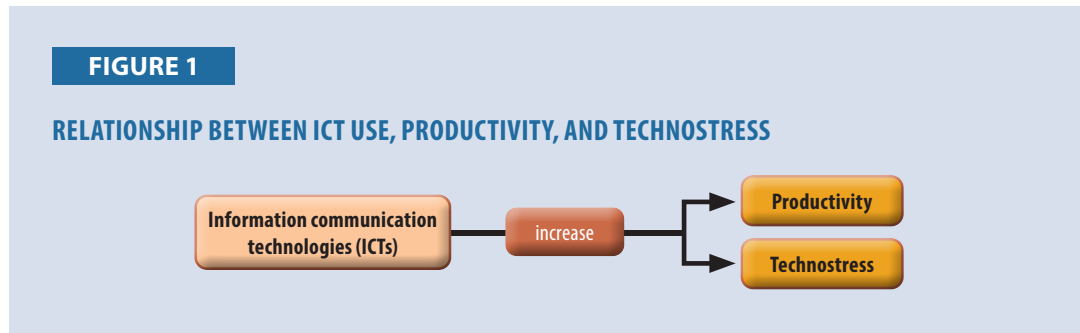 FIGURE 1
RELATIONSHIP BETWEEN ICT USE, PRODUCTIVITY, AND TECHNOSTRESS
Information communication
technologies (ICTs)
increase
Productivity
Technostress